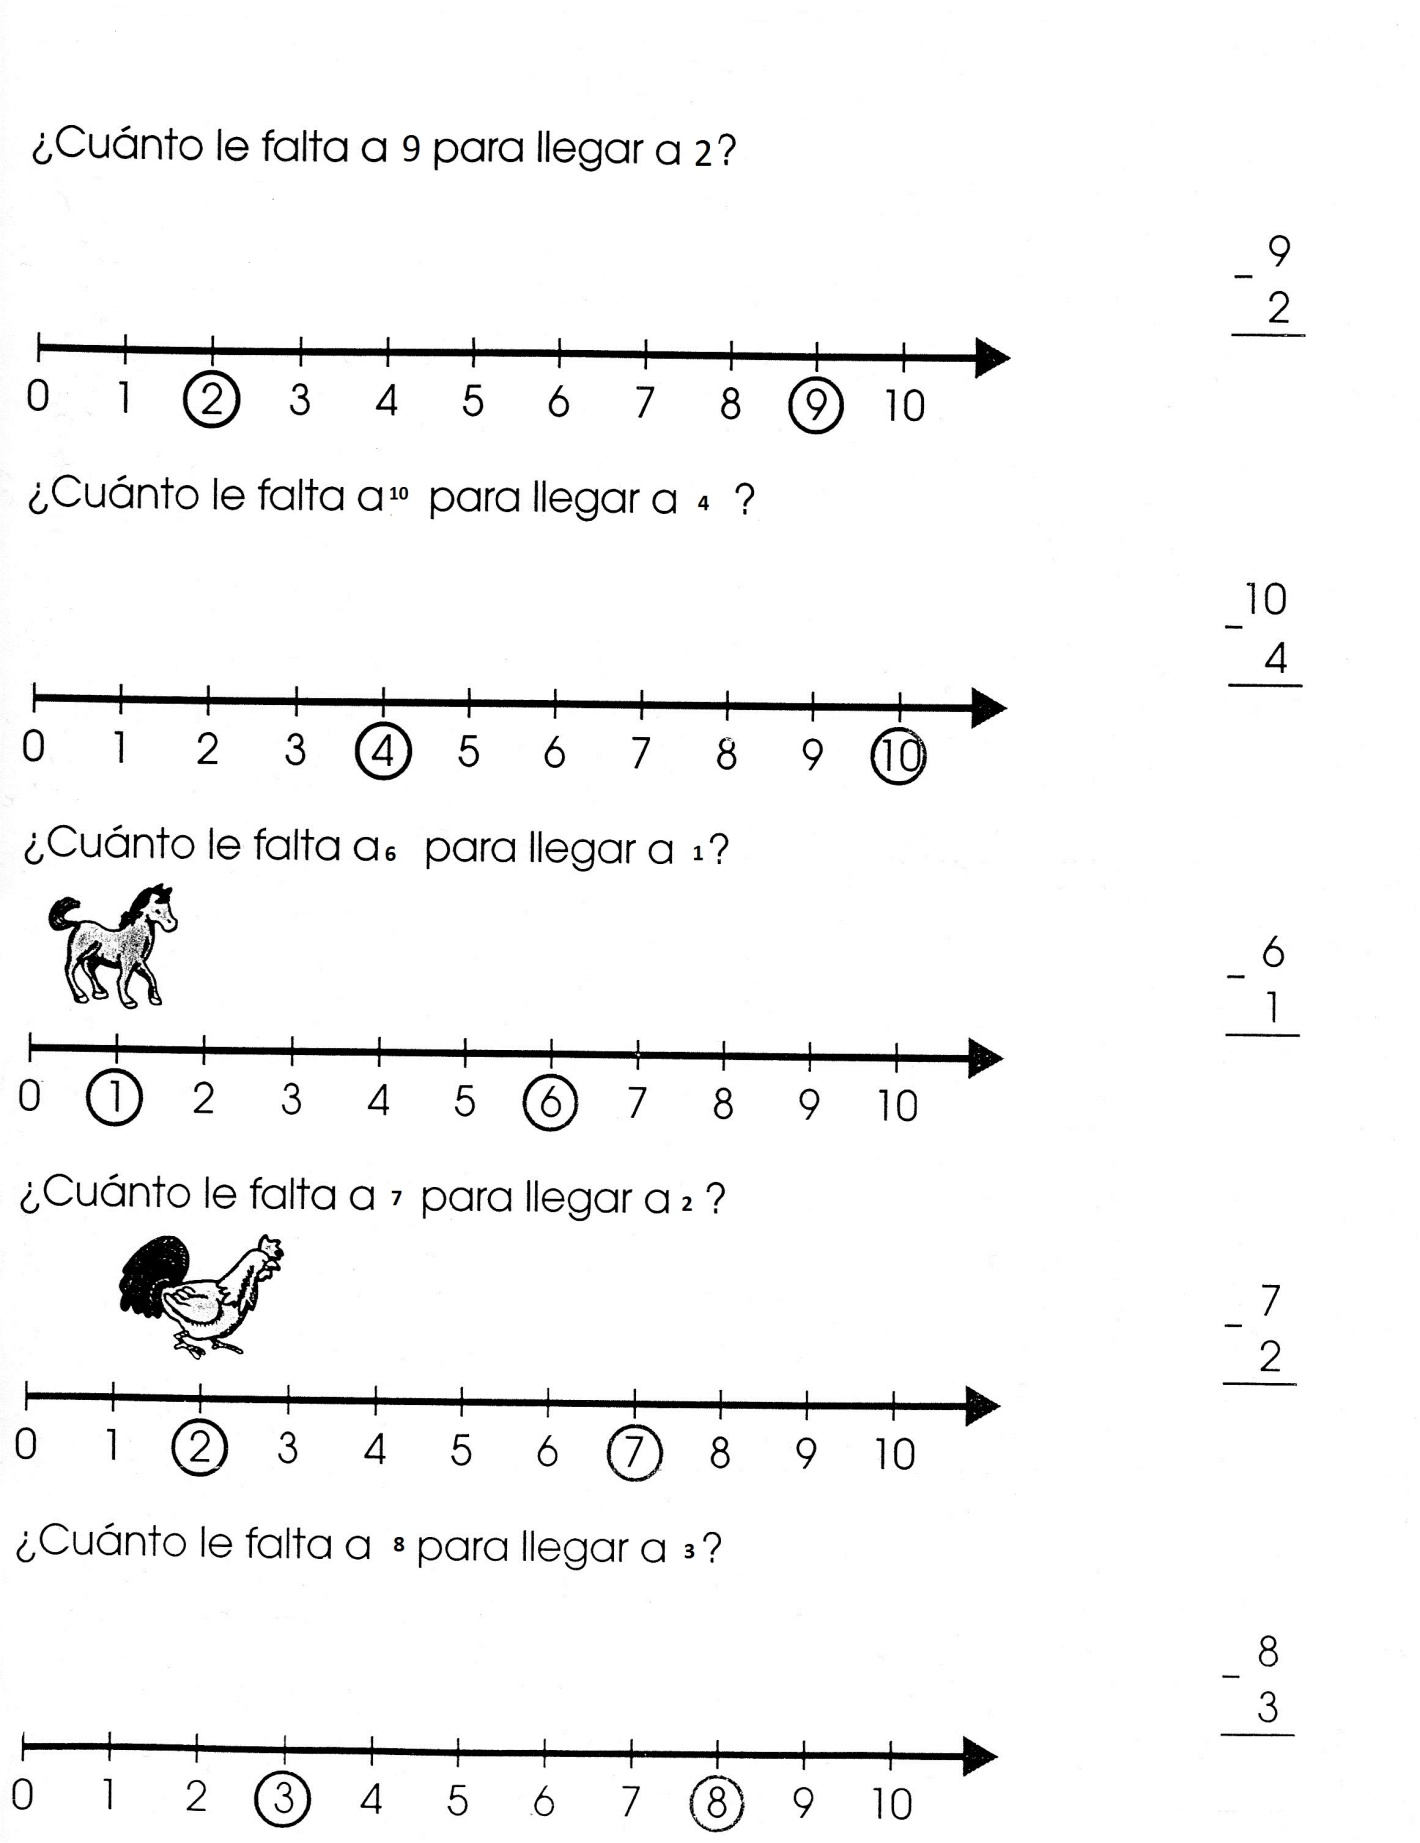 ¿Cuánto le falta a 9 para llegar a 2?
9
- 2
0 1 2 3 4 5 6 7 8 9 10
¿Cuánto le falta a 10 para llegar a 4 ?
10
- 4
0 1 2 3 4 5 6 7 8 9 10
¿Cuánto le falta a 6 para llegar a 1?
6
- 1
0 1 2 3 4 5 6 7 8 9 10
¿Cuánto le falta a 7 para llegar a 2 ?
7
- 2
0 1 2 3 4 5 6 7 8 9 10
¿Cuánto le falta a 8 para llegar a 3?
8
- 3
0 1 2 3 4 5 6 7 8 9 10